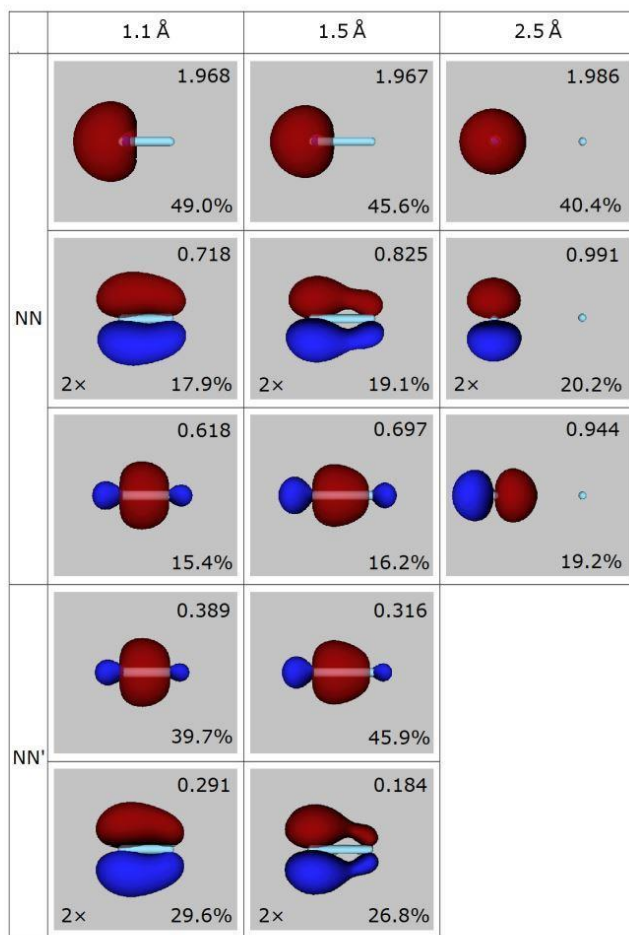 1.1 Å 1.5 Å 2.5 Å
NN
1.968 1.967 1.986
49.0% 45.6% 40.4%
0.718 0.825 0.991
2× 17.9% 2× 19.1% 2× 20.2%
0.618 0.697 0.944
15.4% 16.2% 19.2%
NN'
0.389 0.316
39.7% 45.9%
0.291 0.184
2× 29.6% 2× 26.8%